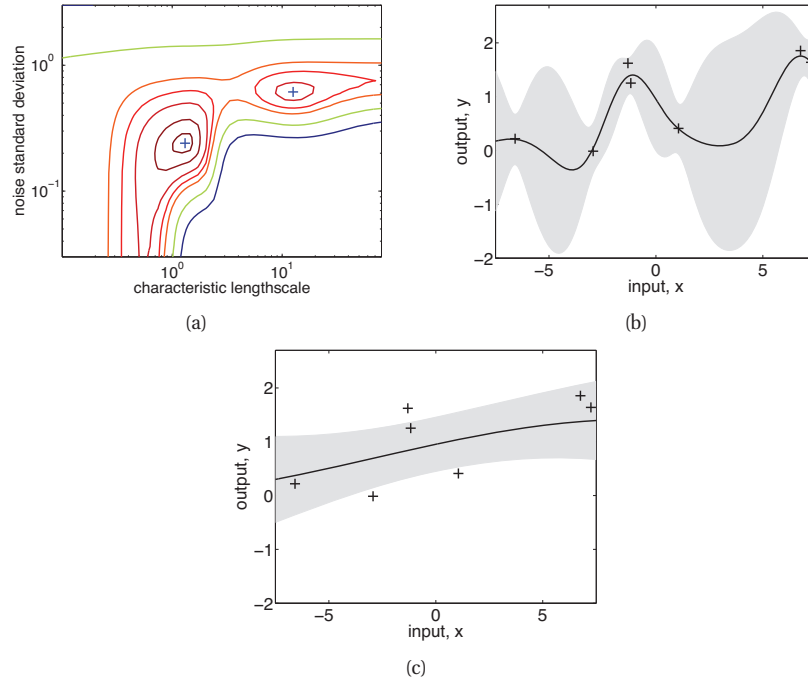 noise standard deviation
10^0
10^−1
10^0
10^1
characteristic lengthscale
(a)
output, y
2
1
0
−1
−2
−5
0
5
input, x
(b)
output, y
2
1
0
−1
−2
−5
0
5
input, x
(c)